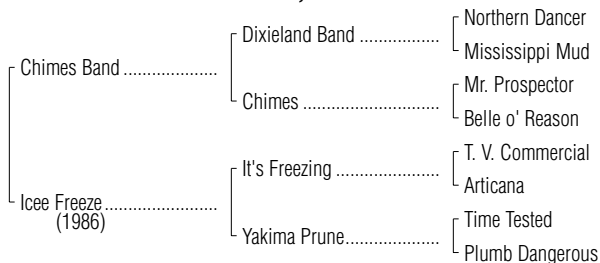 Northern Dancer
Dixieland Band ..................
Mississippi Mud
Chimes Band .....................
Mr. Prospector
Chimes ...............................
Belle o' Reason
T. V. Commercial
It's Freezing .......................
Articana
Icee Freeze .........................
(1986)
Time Tested
Yakima Prune.....................
Plumb Dangerous